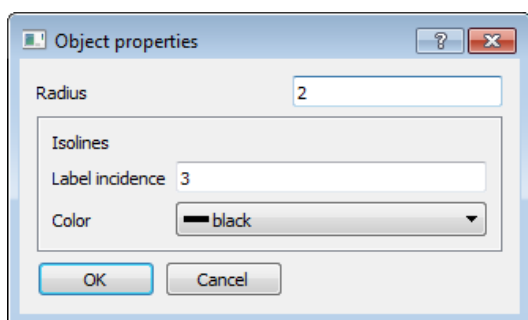 Object properties
Radius 2
Isolines
Label incidence 3
Color black
OK Cancel